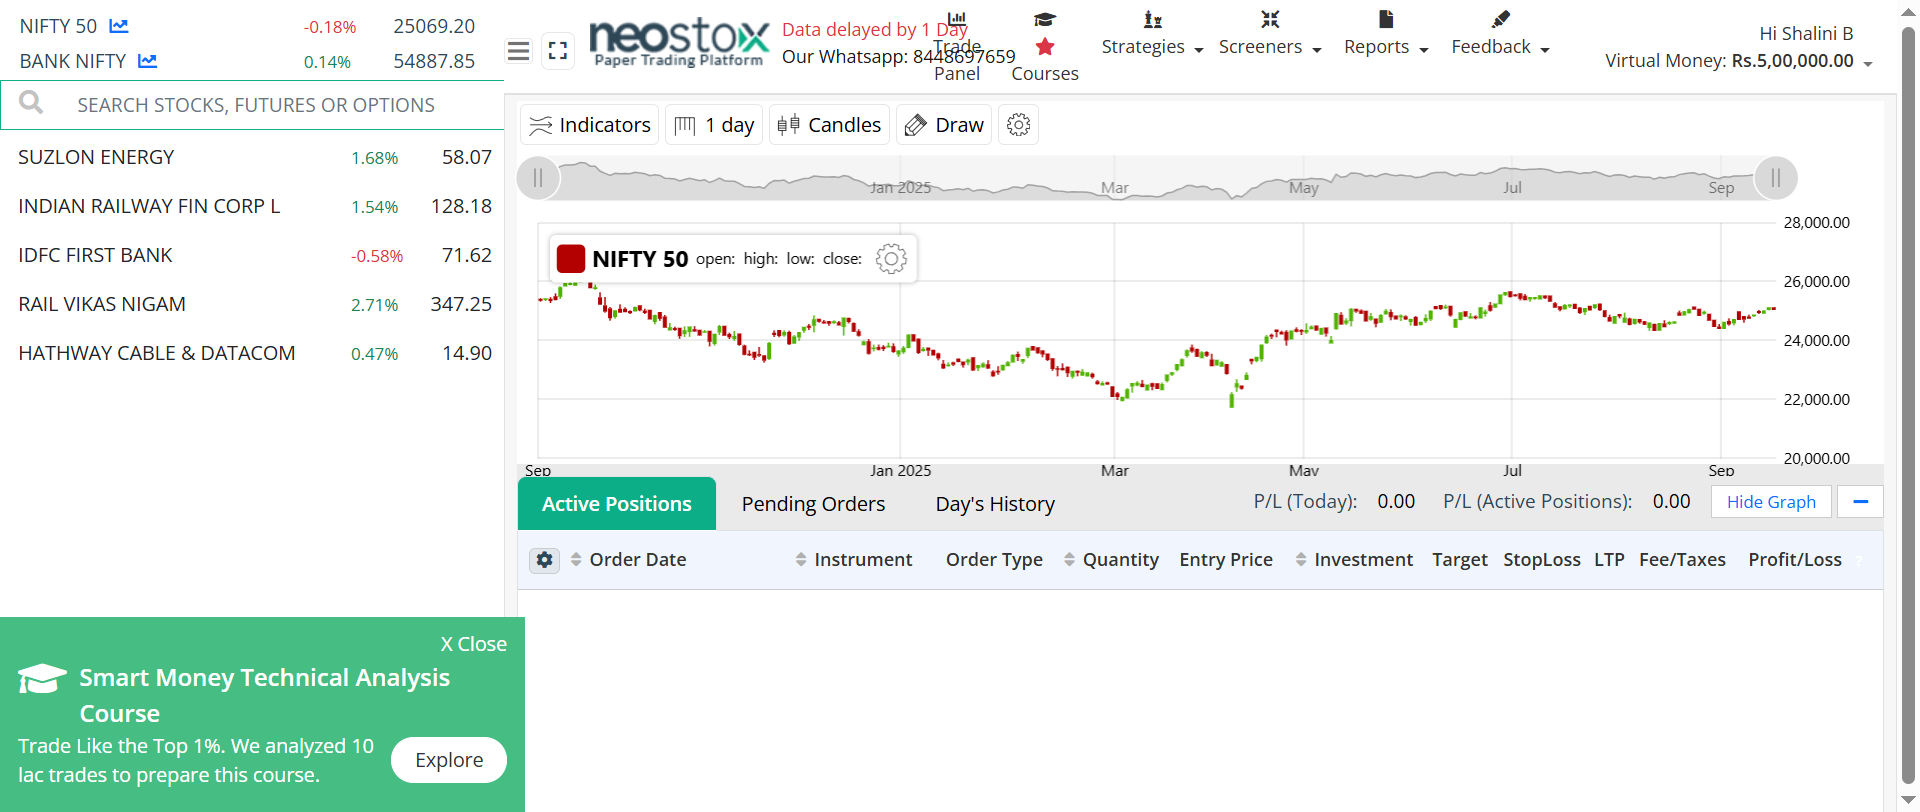 NIFTY 50 -0.18% 25069.20
BANK NIFTY 0.14% 54887.85
SEARCH STOCKS, FUTURES OR OPTIONS
SUZLON ENERGY 1.68% 58.07
INDIAN RAILWAY FIN CORP L 1.54% 128.18
IDFC FIRST BANK -0.58% 71.62
RAIL VIKAS NIGAM 2.71% 347.25
HATHWAY CABLE & DATACOM 0.47% 14.90
X Close
Smart Money Technical Analysis
Course
Trade Like the Top 1%. We analyzed 10
lac trades to prepare this course.
Explore
neostox
Paper Trading Platform
Data delayed by 1 Day
Our Whatsapp: 8448697659
Trade
Panel
Courses
Strategies
Screeners
Reports
Feedback
Hi Shalini B
Virtual Money: Rs.5,00,000.00
Indicators 1 day Candles Draw
Jan 2025 Mar May Jul Sep
NIFTY 50 open: high: low: close:
28,000.00
26,000.00
24,000.00
22,000.00
20,000.00
Sep Jan 2025 Mar May Jul Sep
Active Positions Pending Orders Day's History P/L (Today): 0.00 P/L (Active Positions): 0.00 Hide Graph
Order Date Instrument Order Type Quantity Entry Price Investment Target StopLoss LTP Fee/Taxes Profit/Loss